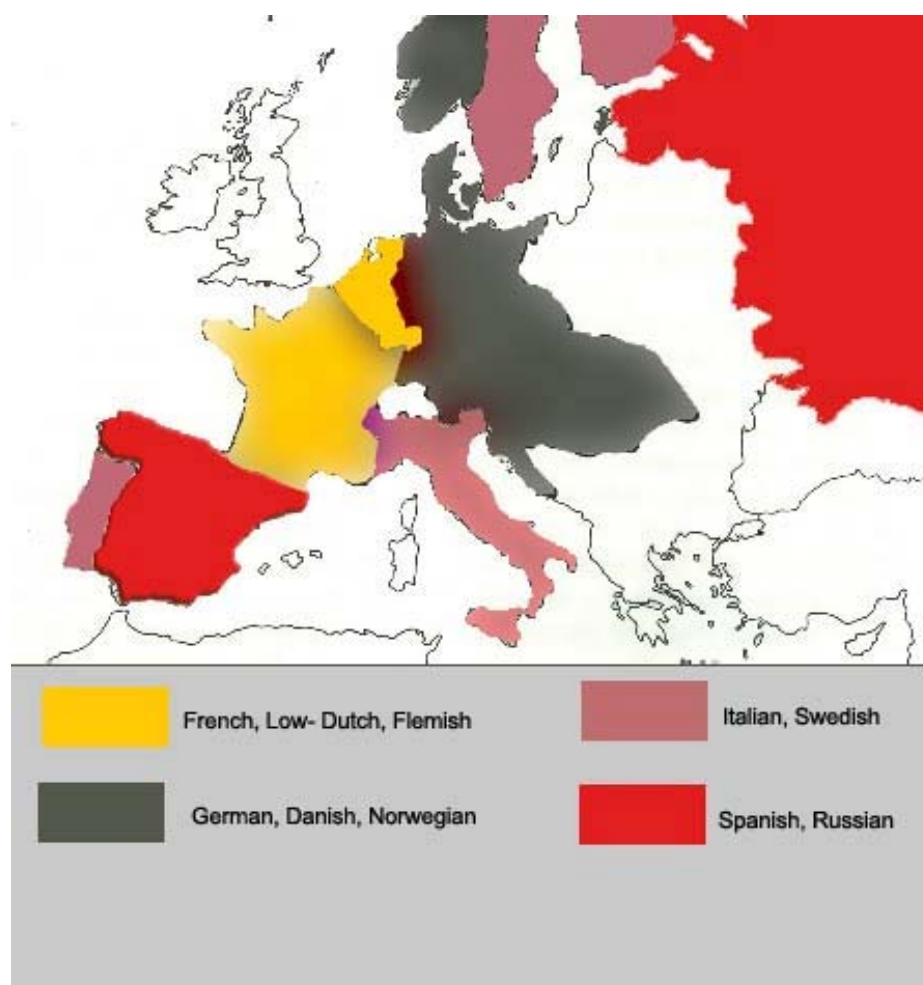 French, Low- Dutch, Flemish
Italian, Swedish
German, Danish, Norwegian
Spanish, Russian